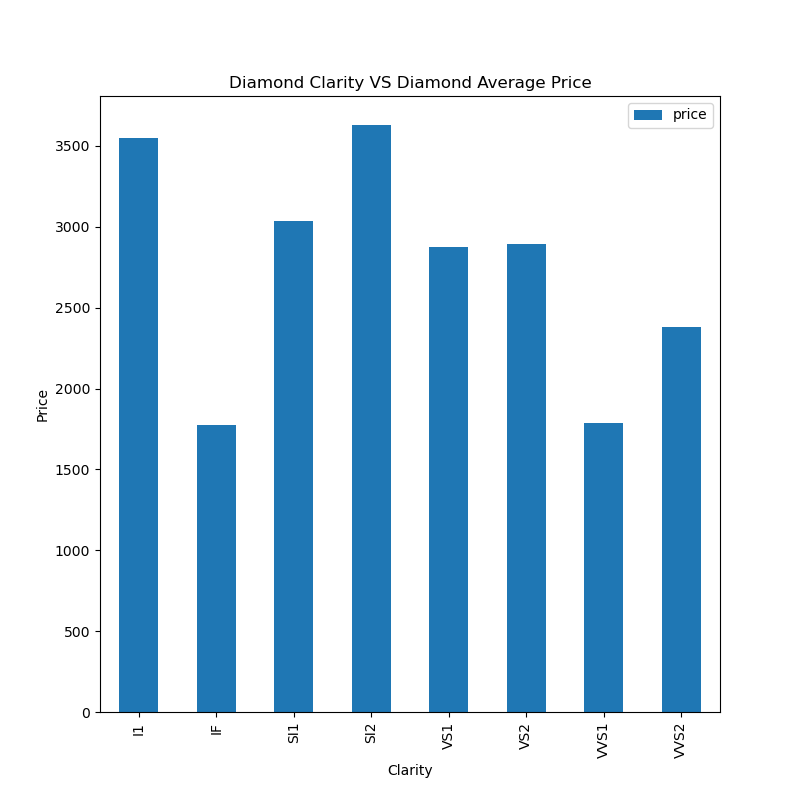 Diamond Clarity VS Diamond Average Price
price
3500
3000
2500
2000
1500
1000
500
0
Price
I1
IF
SI1
SI2
VS1
VS2
VVS1
VVS2
Clarity